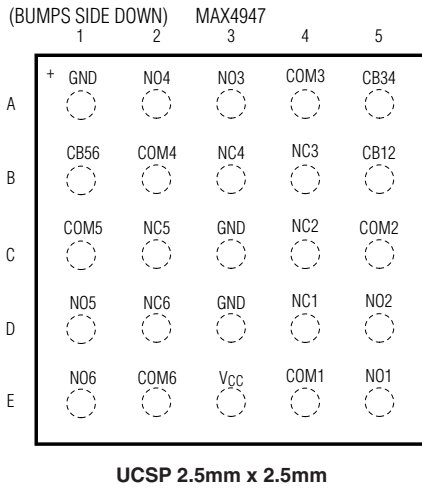 (BUMPS SIDE DOWN) MAX4947
1 2 3 4 5
+ GND NO4 NO3 COM3 CB34
A
CB56 COM4 NC4 NC3 CB12
B
COM5 NC5 GND NC2 COM2
C
NO5 NC6 GND NC1 NO2
D
NO6 COM6 VCC COM1 NO1
E
UCSP 2.5mm x 2.5mm